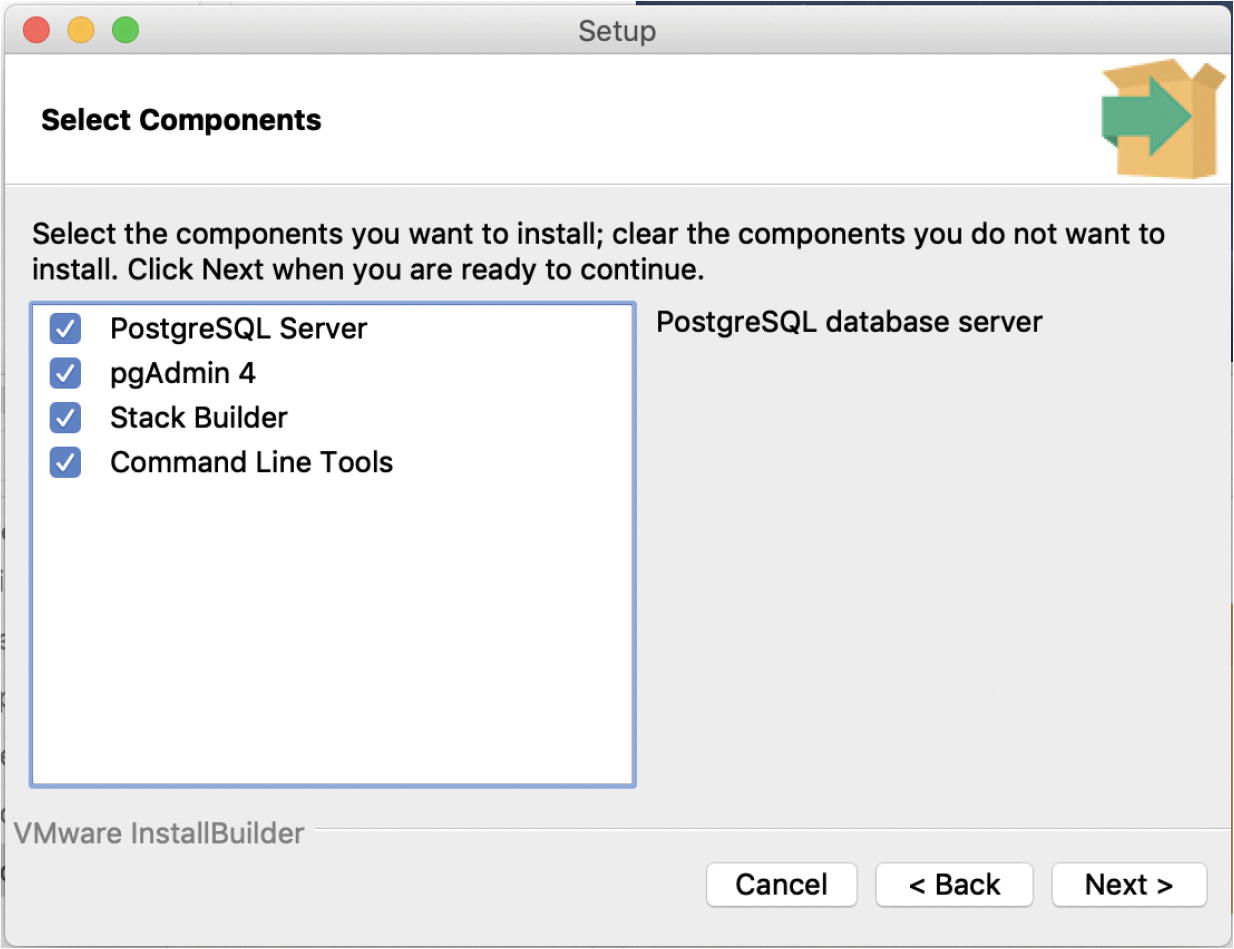 Setup
Select Components
Select the components you want to install; clear the components you do not want to
install. Click Next when you are ready to continue.
PostgreSQL Server
PostgreSQL database server
pgAdmin 4
Stack Builder
Command Line Tools
VMware InstallBuilder
Cancel
< Back
Next >